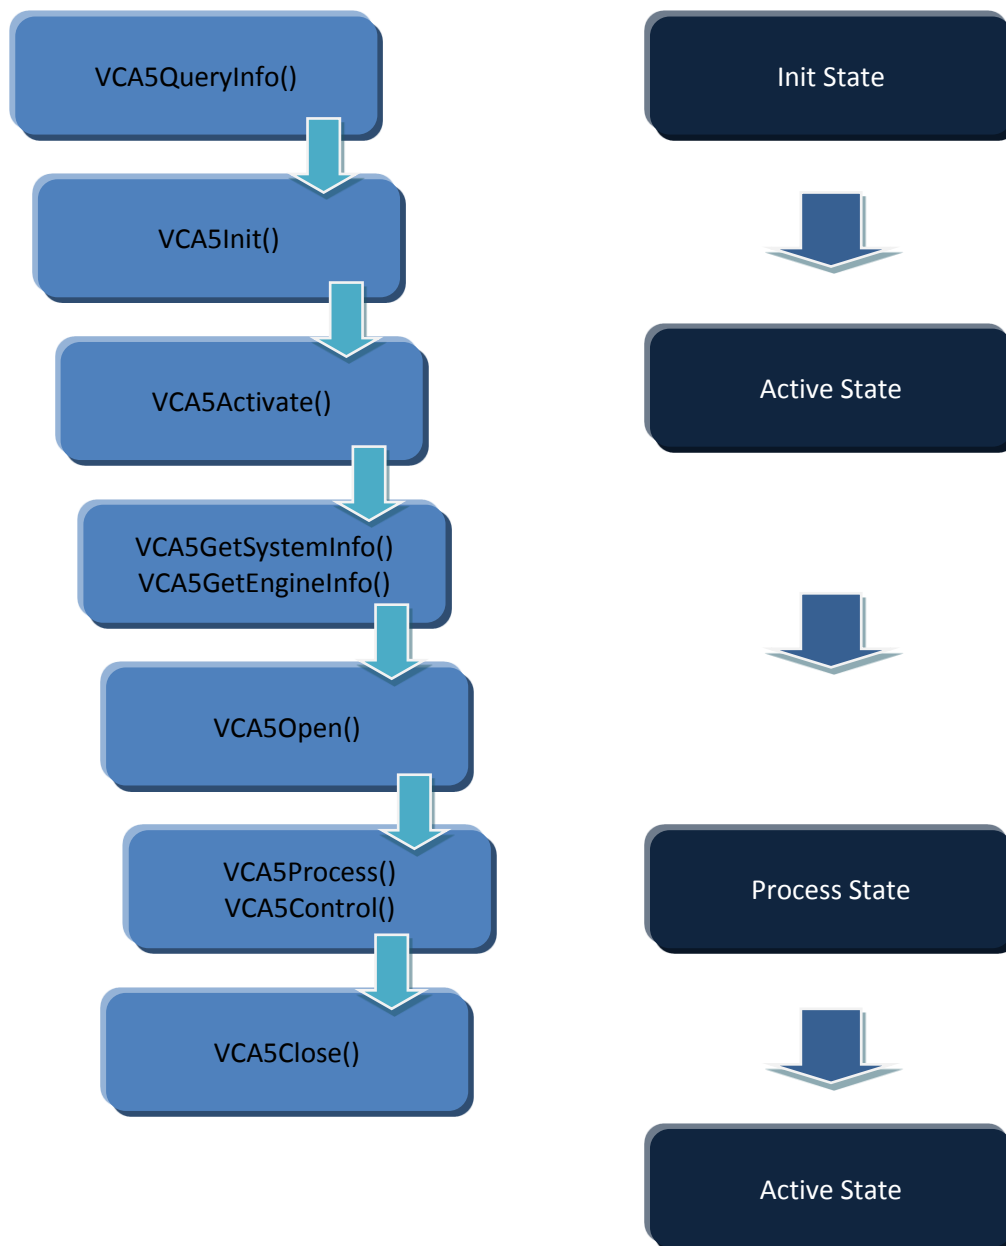 VCA5QueryInfo()
VCA5Init()
VCA5Activate()
VCA5GetSystemInfo()
VCA5GetEngineInfo()
VCA5Open()
VCA5Process()
VCA5Control()
VCA5Close()
Init State
Active State
Process State
Active State